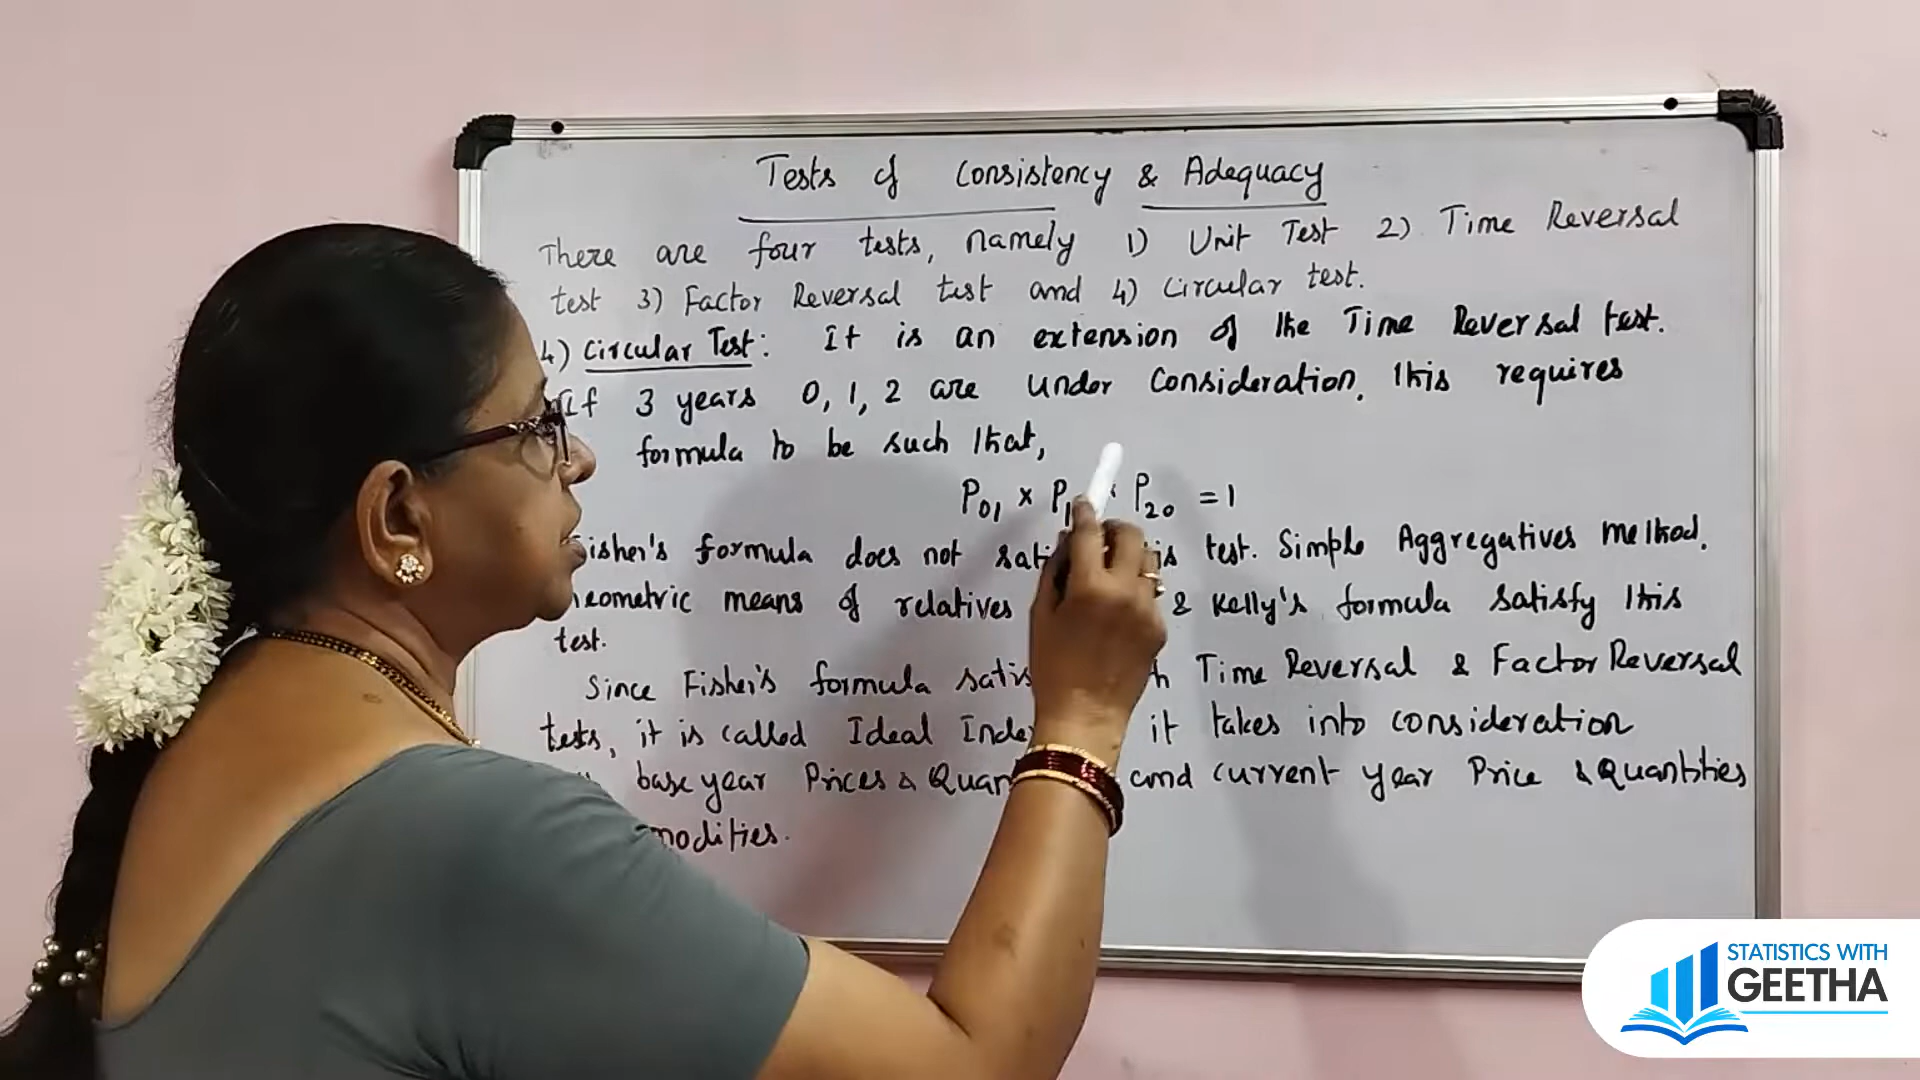 Tests of Consistency & Adequacy
There are four tests, namely 1) Unit Test 2) Time Reversal
test 3) Factor Reversal test and 4) Circular test.
4) Circular Test: It is an extension of the Time Reversal test.
If 3 years 0, 1, 2 are under consideration, this requires
formula to be such that,
P01 x P1 P20 = 1
formula does not test. Simple Aggregatives method.
means of relatives & Kelly's formula satisfy this
test.
Since Fisher's formula Time Reversal & Factor Reversal
tests, it is called Ideal it takes into consideration
base year Prices & and current year Price & Quantities
STATISTICS WITH
GEETHA